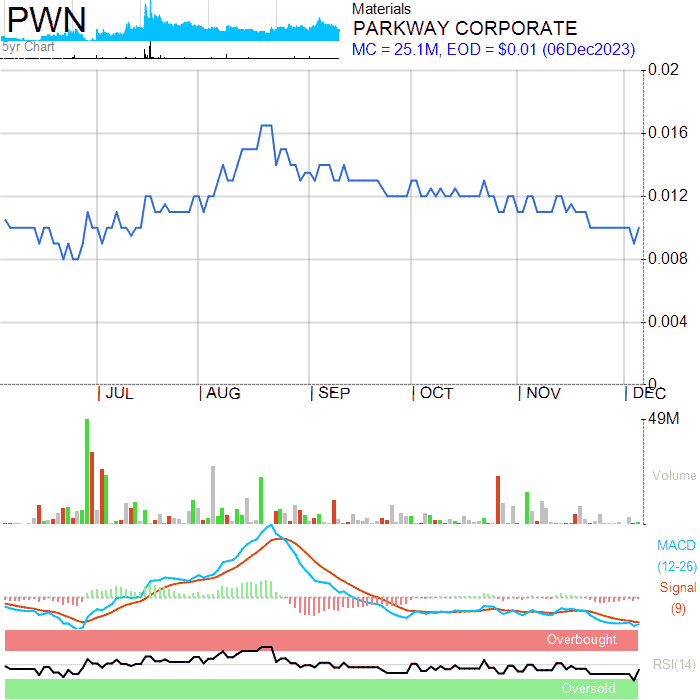 PWN
5yr Chart
Materials
PARKWAY CORPORATE
MC = 25.1M, EOD = $0.01 (06Dec2023)
0.02
0.016
0.012
0.008
0.004
0
JUL AUG SEP OCT NOV DEC
49M
Volume
MACD
(12-26)
Signal
(9)
Overbought
RSI(14)
Oversold